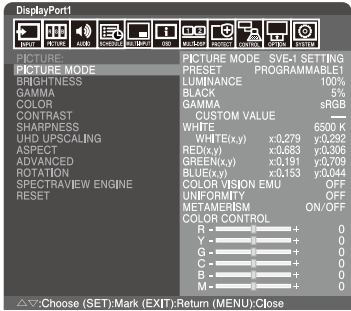 DisplayPort1
INPUT PICTURE AUDIO SCHEDULE MULTI INPUT OSD MULTI-DSP PROTECT CONTROL OPTION SYSTEM
PICTURE:
PICTURE MODE
BRIGHTNESS
GAMMA
COLOR
CONTRAST
SHARPNESS
UHD UPSCALING
ASPECT
ADVANCED
ROTATION
SPECTRAVIEW ENGINE
RESET
PICTURE MODE SVE-1 SETTING
PRESET PROGRAMMABLE1
LUMINANCE 100%
BLACK 5%
GAMMA sRGB
CUSTOM VALUE —
WHITE 6500 K
WHITE(x,y) x:0.279 y:0.292
RED(x,y) x:0.683 y:0.306
GREEN(x,y) x:0.191 y:0.709
BLUE(x,y) x:0.153 y:0.044
COLOR VISION EMU OFF
UNIFORMITY OFF
METAMERISM ON/OFF
COLOR CONTROL
R - + 0
Y - + 0
G - + 0
C - + 0
B - + 0
M - + 0
△▽:Choose (SET):Mark (EXIT):Return (MENU):Close